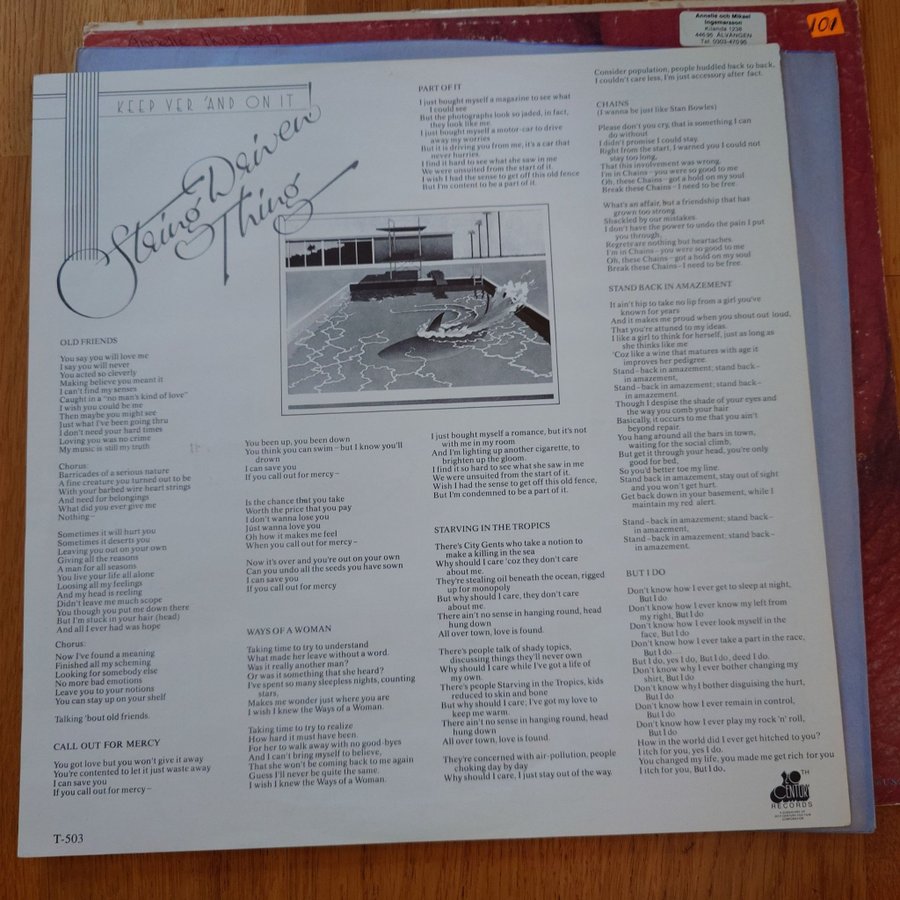 Annelie och Mikael
Ingemarsson
Kilanda 1236
446 95 ÄLVÄNGEN
Tel. 0303-470 95
101
KEEP YER 'AND ON IT!
String Driven
Thing
OLD FRIENDS
You say you will love me
I say you will never
You acted so cleverly
Making believe you meant it
I can't find my senses
Caught in a "no man's kind of love"
I wish you could be me
Then maybe you might see
Just what I've been going thru
I don't need your hard times
Loving you was no crime
My music is still my truth
Chorus:
Barricades of a serious nature
A fine creature you turned out to be
With your barbed wire heart strings
And need for belongings
What did you ever give me
Nothing—
Sometimes it will hurt you
Sometimes it deserts you
Leaving you out on your own
Giving all the reasons
A man for all seasons
You live your life all alone
Loosing all my feelings
And my head is reeling
Didn't leave me much scope
You though you put me down there
But I'm stuck in your hair (head)
And all I ever had was hope
Chorus:
Now I've found a meaning
Finished all my scheming
Looking for somebody else
No more bad emotions
Leave you to your notions
You can stay up on your shelf
Talking 'bout old friends.
CALL OUT FOR MERCY
You got love but you won't give it away
You're contented to let it just waste away
I can save you
If you call out for mercy—
T-503
You been up, you been down
You think you can swim—but I know you'll
drown
I can save you
If you call out for mercy—
Is the chance that you take
Worth the price that you pay
I don't wanna lose you
Just wanna love you
Oh how it makes me feel
When you call out for mercy—
Now it's over and you're out on your own
Can you undo all the seeds you have sown
I can save you
If you call out for mercy
WAYS OF A WOMAN
Taking time to try to understand
What made her leave without a word.
Was it really another man?
Or was it something that she heard?
I've spent so many sleepless nights, counting
stars,
Makes me wonder just where you are
I wish I knew the Ways of a Woman.
Taking time to try to realize
How hard it must have been
For her to walk away with no good-byes
And I can't bring myself to believe,
That she won't be coming back to me again
Guess I'll never be quite the same,
I wish I knew the Ways of a Woman.
PART OF IT
I just bought myself a magazine to see what
I could see
But the photographs look so jaded, in fact,
they look like me.
I just bought myself a motor-car to drive
away my worries
But it is driving you from me, it's a car that
never hurries.
I find it hard to see what she saw in me
We were unsuited from the start of it.
I wish I had the sense to get off this old fence
But I'm content to be a part of it.
I just bought myself a romance, but it's not
with me in my room
And I'm lighting up another cigarette, to
brighten up the gloom.
I find it so hard to see what she saw in me
We were unsuited from the start of it.
Wish I had the sense to get off this old fence,
But I'm condemned to be a part of it.
STARVING IN THE TROPICS
There's City Gents who take a notion to
make a killing in the sea
Why should I care 'coz they don't care
about me.
They're stealing oil beneath the ocean, rigged
up for monopoly
But why should I care, they don't care
about me.
There ain't no sense in hanging round, head
hung down
All over town, love is found.
There's people talk of shady topics,
discussing things they'll never own
Why should I care while I've got a life of
my own.
There's people Starving in the Tropics, kids
reduced to skin and bone
But why should I care; I've got my love to
keep me warm.
There ain't no sense in hanging round, head
hung down
All over town, love is found.
They're concerned with air-pollution, people
choking day by day
Why should I care, I just stay out of the way.
Consider population, people huddled back to back,
I couldn't care less, I'm just accessory after fact.
CHAINS
(I wanna be just like Stan Bowles)
Please don't you cry, that is something I can
do without
I didn't promise I could stay.
Right from the start, I warned you I could not
stay too long,
That this involvement was wrong.
I'm in Chains—you were so good to me
Oh, these Chains—got a hold on my soul
Break these Chains—I need to be free.
What's an affair, but a friendship that has
grown too strong
Shackled by our mistakes.
I don't have the power to undo the pain I put
you through,
Regrets are nothing but heartaches
I'm in Chains—you were so good to me
Oh, these Chains—got a hold on my soul
Break these Chains—I need to be free.
STAND BACK IN AMAZEMENT
It ain't hip to take no lip from a girl you've
known for years
And it makes me proud when you shout out loud,
That you're attuned to my ideas.
I like a girl to think for herself, just as long as
she thinks like me
'Coz like a wine that matures with age it
improves her pedigree.
Stand—back in amazement; stand back—
in amazement,
Stand—back in amazement; stand back—
in amazement
Though I despise the shade of your eyes and
the way you comb your hair
Basically, it occurs to me that you ain't
beyond repair.
You hang around all the bars in town,
waiting for the social climb,
But get it through your head, you're only
good for bed,
So you'd better toe my line.
Stand back in amazement, stay out of sight
and you won't get hurt.
Get back down in your basement, while I
maintain my red alert.
Stand—back in amazement; stand back—
in amazement,
Stand—back in amazement; stand back—
in amazement.
BUT I DO
Don't know how I ever get to sleep at night,
But I do
Don't know how I ever know my left from
my right, But I do
Don't know how I ever look myself in the
face, But I do
Don't know how I ever take a part in the race,
But I do...
But I do, yes I do, But I do, deed I do.
Don't know why I ever bother changing my
shirt, But I do
Don't know why I bother disguising the hurt,
But I do
Don't know how I ever remain in control,
But I do
Don't know how I ever play my rock 'n' roll,
But I do
How in the world did I ever get hitched to you?
I itch for you, yes I do.
You changed my life, you made me get rich for you
I itch for you, But I do.
20TH
CENTURY
RECORDS